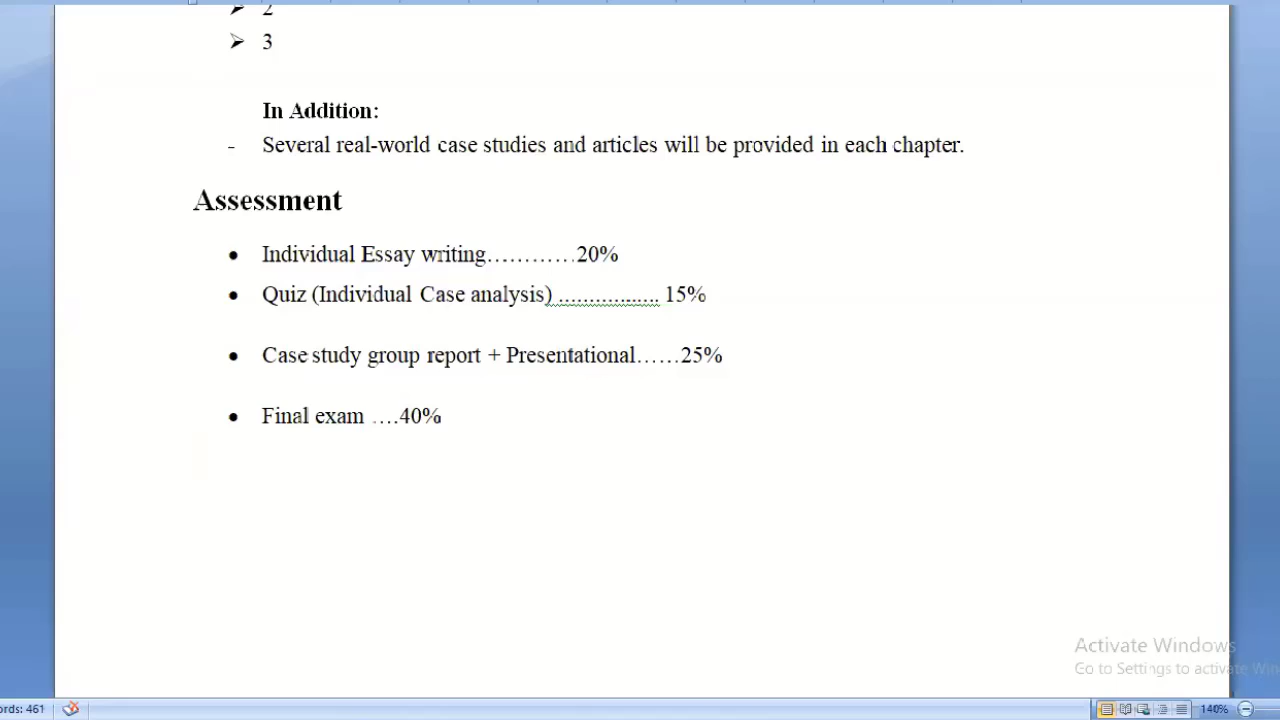 2
3
In Addition:
- Several real-world case studies and articles will be provided in each chapter.
Assessment
• Individual Essay writing…………20%
• Quiz (Individual Case analysis) ................... 15%
• Case study group report + Presentational……25%
• Final exam ….40%
Activate Windows
Go to Settings to activate Win
ords: 461
140%